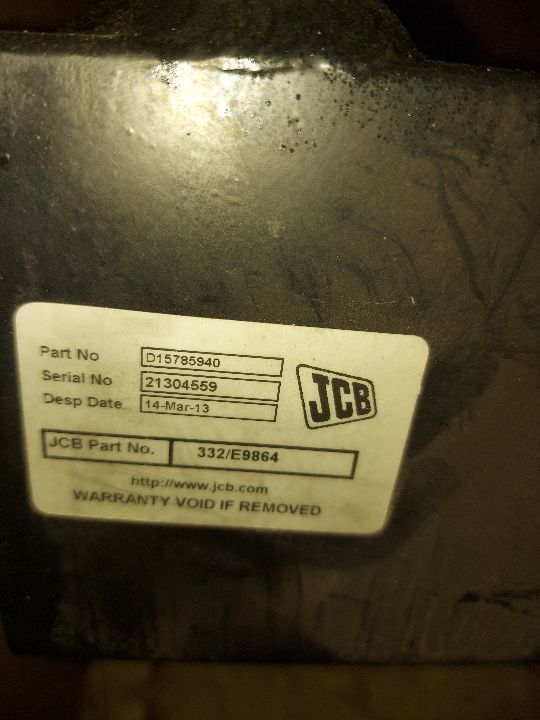 Part No D15785940
Serial No 21304559
Desp Date 14-Mar-13
JCB
JCB Part No. 332/E9864
http://www.jcb.com
WARRANTY VOID IF REMOVED